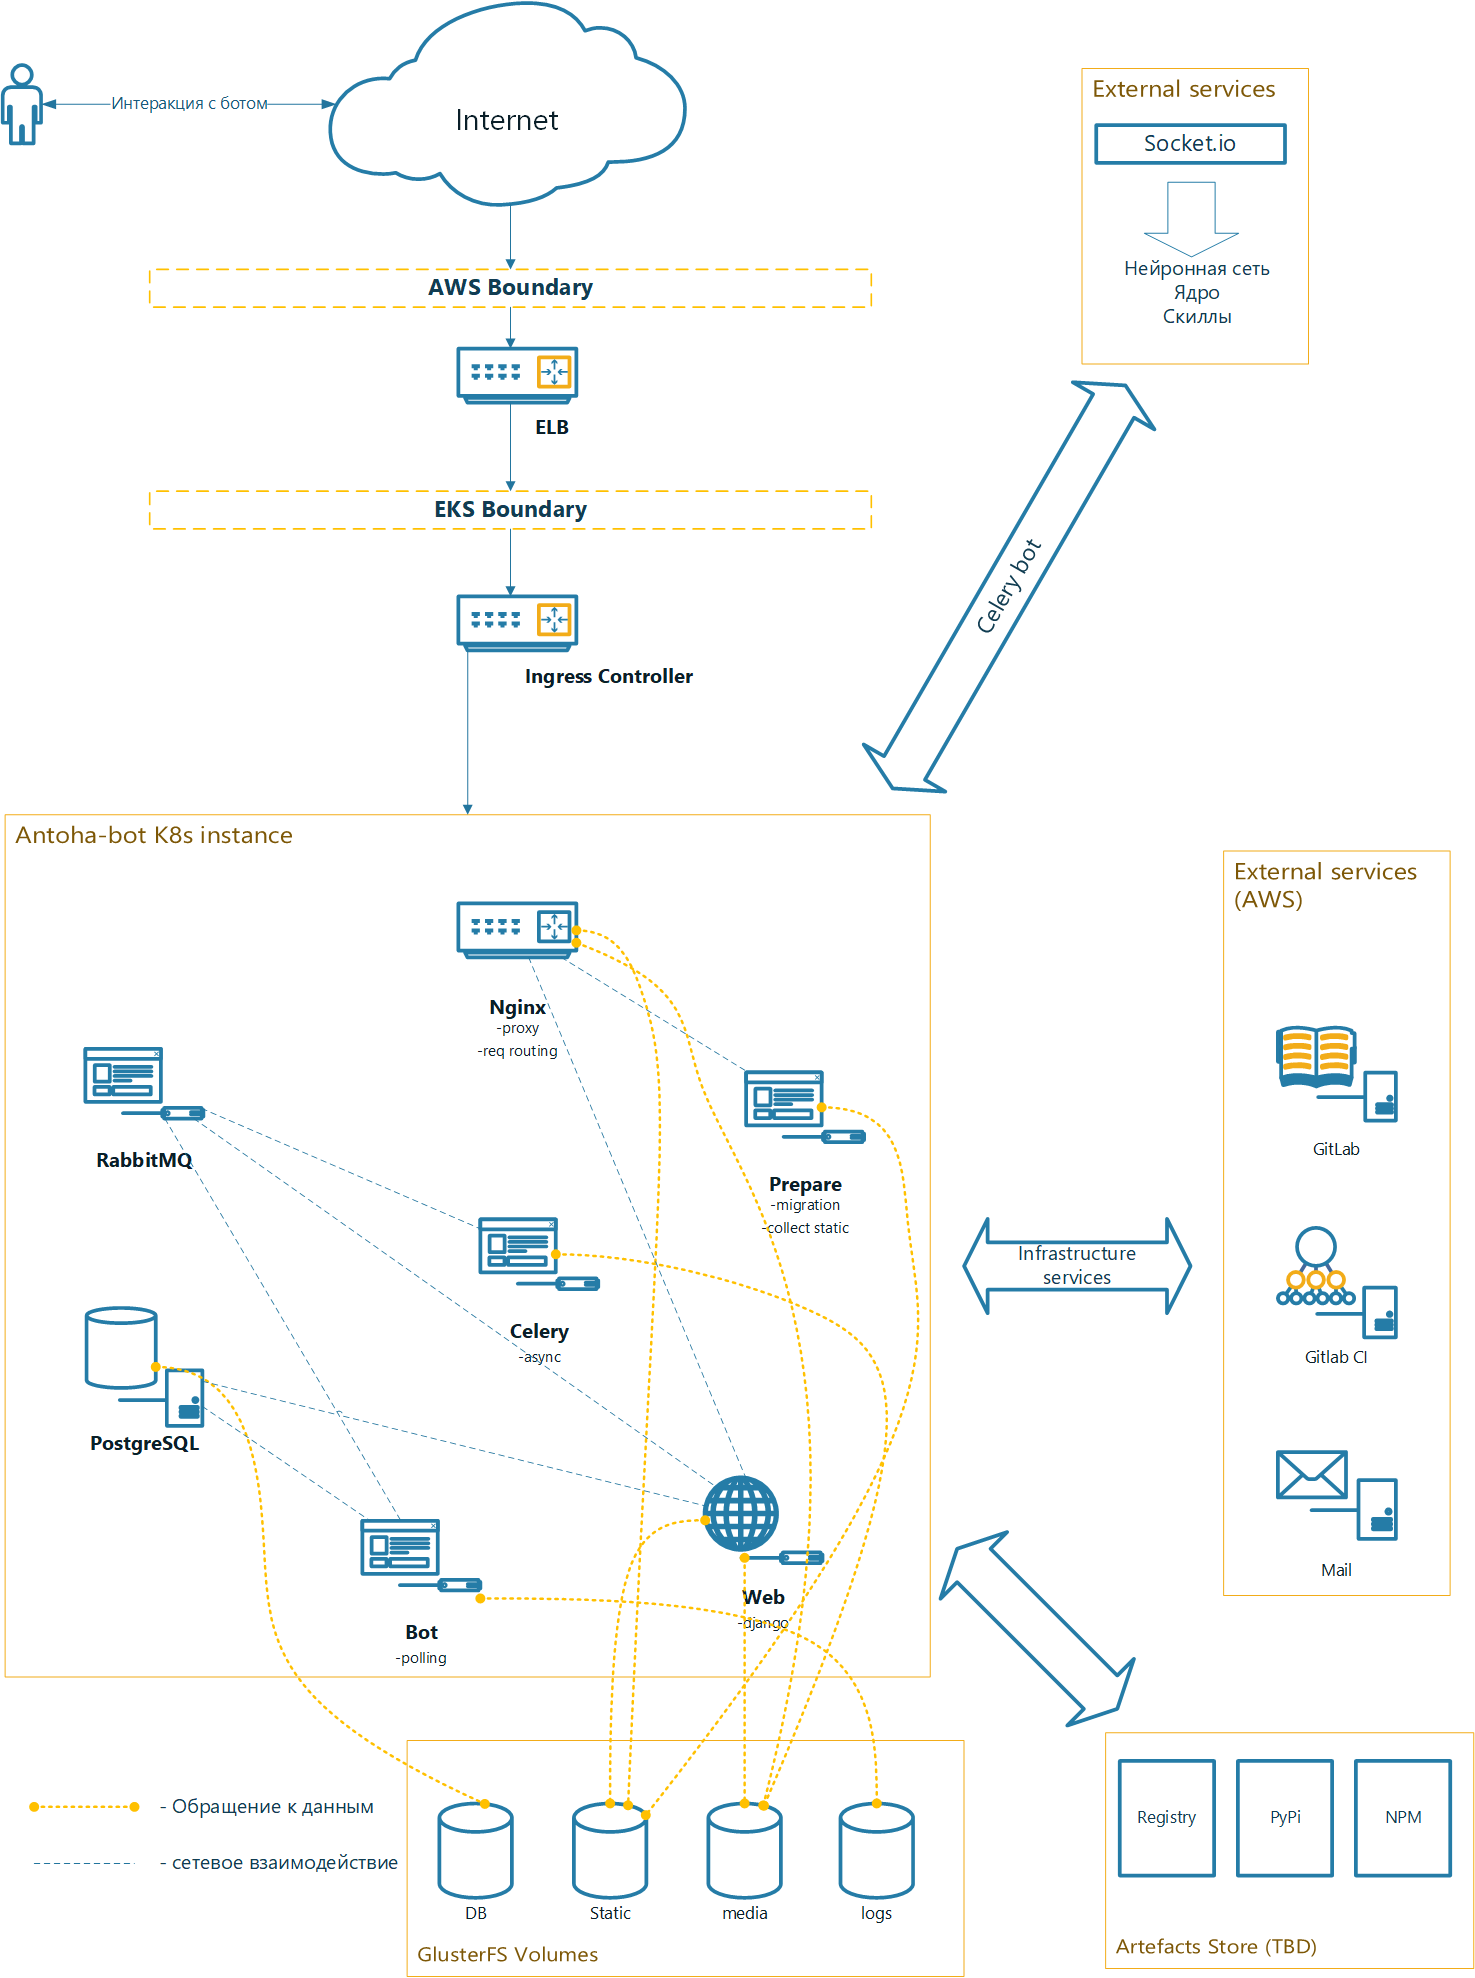 Интеракция с ботом
Internet
External services
Socket.io
Нейронная сеть
Ядро
Скиллы
AWS Boundary
ELB
EKS Boundary
Ingress Controller
Celery bot
Antoha-bot K8s instance
Nginx
-proxy
-req routing
RabbitMQ
Prepare
-migration
-collect static
Celery
-async
PostgreSQL
Bot
-polling
Web
-django
Infrastructure
services
External services
(AWS)
GitLab
Gitlab CI
Mail
- Обращение к данным
- сетевое взаимодействие
DB
Static
media
logs
GlusterFS Volumes
Registry
PyPi
NPM
Artefacts Store (TBD)